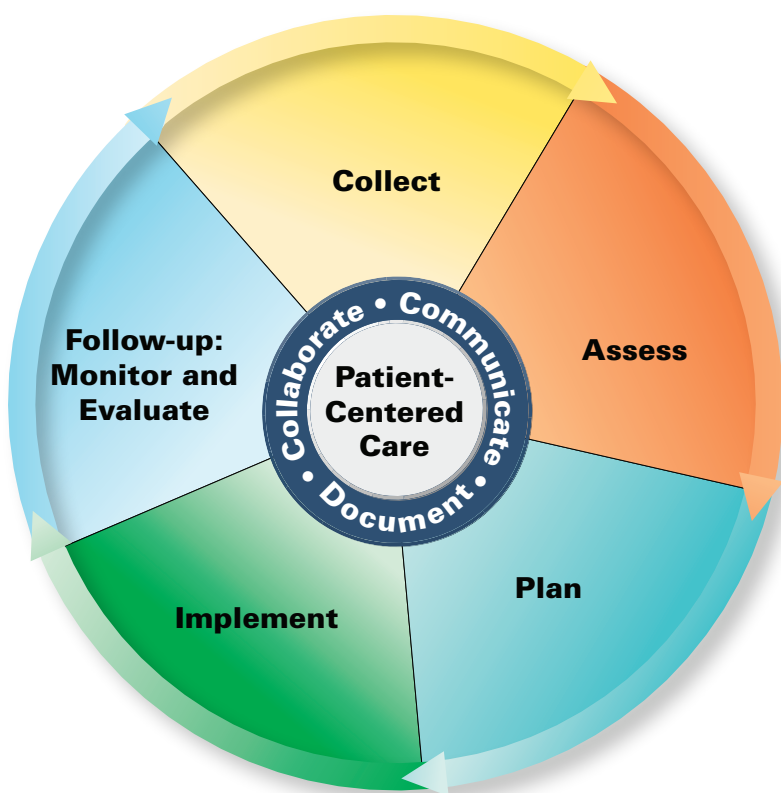 Collect
Assess
Plan
Implement
Follow-up:
Monitor and
Evaluate
Collaborate • Communicate • Document •
Patient-
Centered
Care